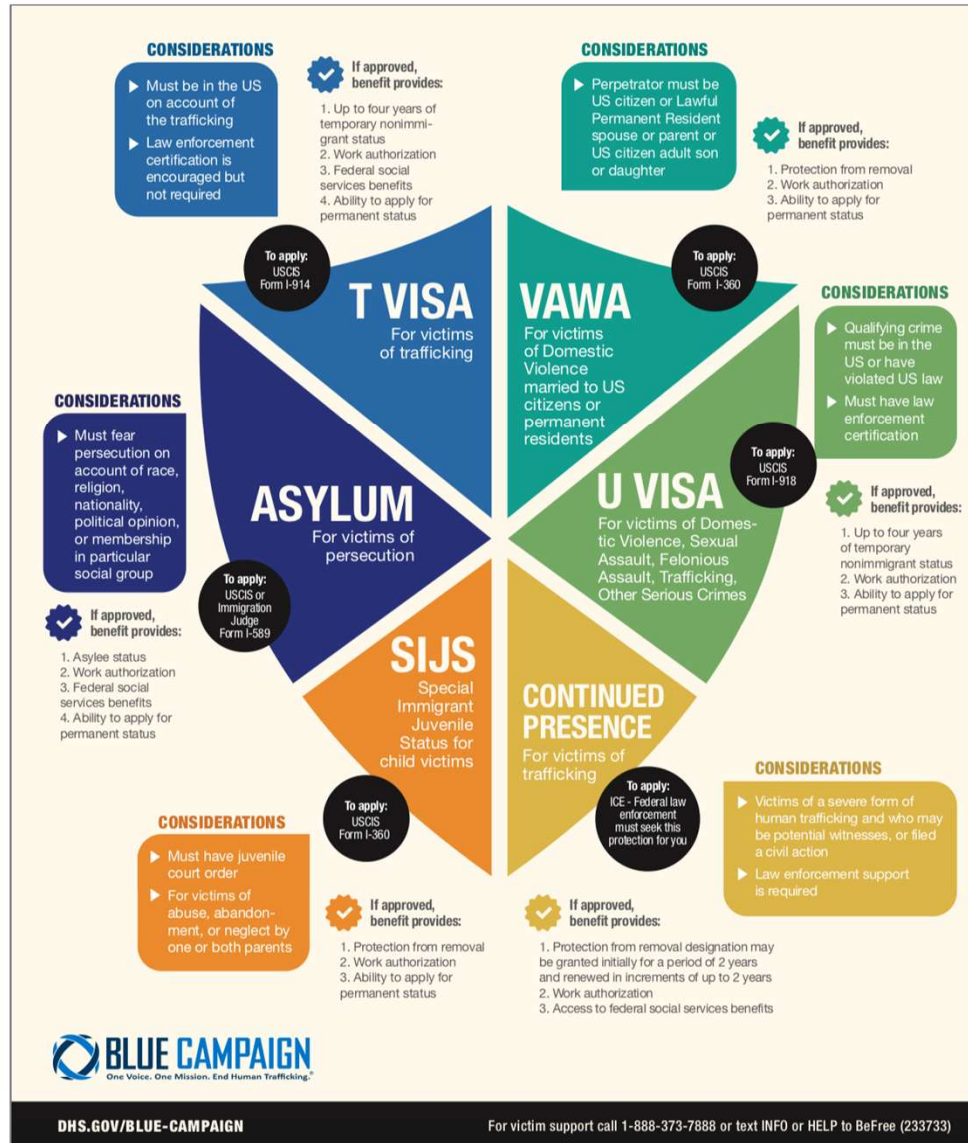 CONSIDERATIONS
Must be in the US
on account of
the trafficking
Law enforcement
certification is
encouraged but
not required
If approved,
benefit provides:
1. Up to four years of
temporary nonimmi-
grant status
2. Work authorization
3. Federal social
services benefits
4. Ability to apply for
permanent status
To apply:
USCIS
Form I-914
T VISA
For victims
of trafficking
CONSIDERATIONS
Perpetrator must be
US citizen or Lawful
Permanent Resident
spouse or parent or
US citizen adult son
or daughter
If approved,
benefit provides:
1. Protection from removal
2. Work authorization
3. Ability to apply for
permanent status
To apply:
USCIS
Form I-360
VAWA
For victims
of Domestic
Violence
married to US
citizens or
permanent
residents
CONSIDERATIONS
Qualifying crime
must be in the
US or have
violated US law
Must have law
enforcement
certification
To apply:
USCIS
Form I-918
U VISA
For victims of Domes-
tic Violence, Sexual
Assault, Felonious
Assault, Trafficking,
Other Serious Crimes
If approved,
benefit provides:
1. Up to four years
of temporary
nonimmigrant status
2. Work authorization
3. Ability to apply for
permanent status
CONSIDERATIONS
Must fear
persecution on
account of race,
religion,
nationality,
political opinion,
or membership
in particular
social group
ASYLUM
For victims of
persecution
To apply:
USCIS or
Immigration
Judge
Form I-589
If approved,
benefit provides:
1. Asylee status
2. Work authorization
3. Federal social
services benefits
4. Ability to apply for
permanent status
SIJS
Special
Immigrant
Juvenile
Status for
child victims
To apply:
USCIS
Form I-360
CONSIDERATIONS
Must have juvenile
court order
For victims of
abuse, abandon-
ment, or neglect by
one or both parents
If approved,
benefit provides:
1. Protection from removal
2. Work authorization
3. Ability to apply for
permanent status
CONTINUED
PRESENCE
For victims of
trafficking
To apply:
ICE - Federal law
enforcement
must seek this
protection for you
CONSIDERATIONS
Victims of a severe form of
human trafficking and who may
be potential witnesses, or filed
a civil action
Law enforcement support
is required
If approved,
benefit provides:
1. Protection from removal designation may
be granted initially for a period of 2 years
and renewed in increments of up to 2 years
2. Work authorization
3. Access to federal social services benefits
BLUE CAMPAIGN
One Voice. One Mission. End Human Trafficking.®
DHS.GOV/BLUE-CAMPAIGN
For victim support call 1-888-373-7888 or text INFO or HELP to BeFree (233733)